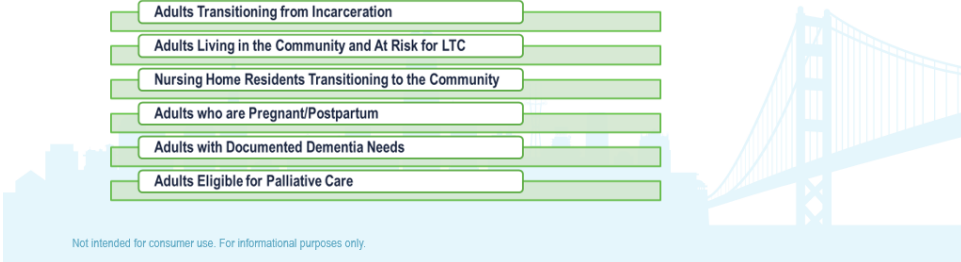 Adults Transitioning from Incarceration
Adults Living in the Community and At Risk for LTC
Nursing Home Residents Transitioning to the Community
Adults who are Pregnant/Postpartum
Adults with Documented Dementia Needs
Adults Eligible for Palliative Care
Not intended for consumer use. For informational purposes only.